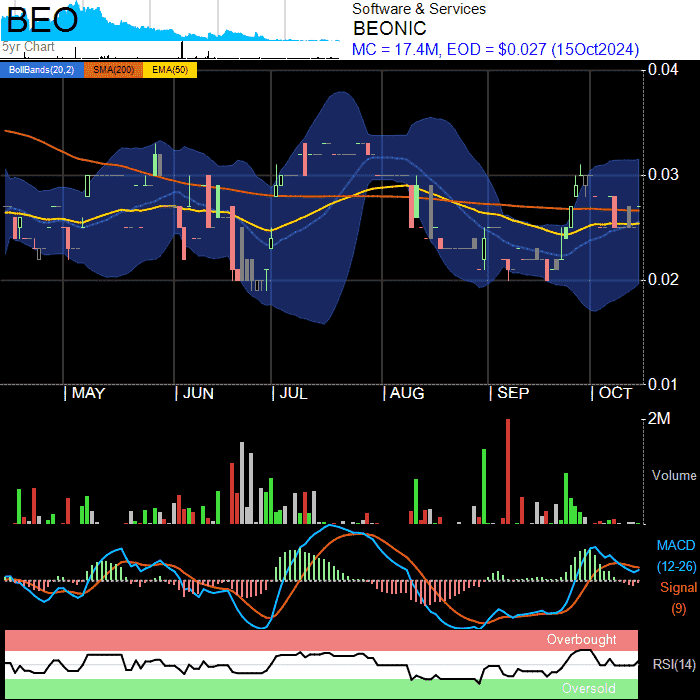 BEO
5yr Chart
Software & Services
BEONIC
MC = 17.4M, EOD = $0.027 (15Oct2024)
BollBands(20,2) SMA(200) EMA(50)
0.04
0.03
0.02
0.01
MAY JUN JUL AUG SEP OCT
2M
Volume
MACD
(12-26)
Signal
(9)
Overbought
RSI(14)
Oversold